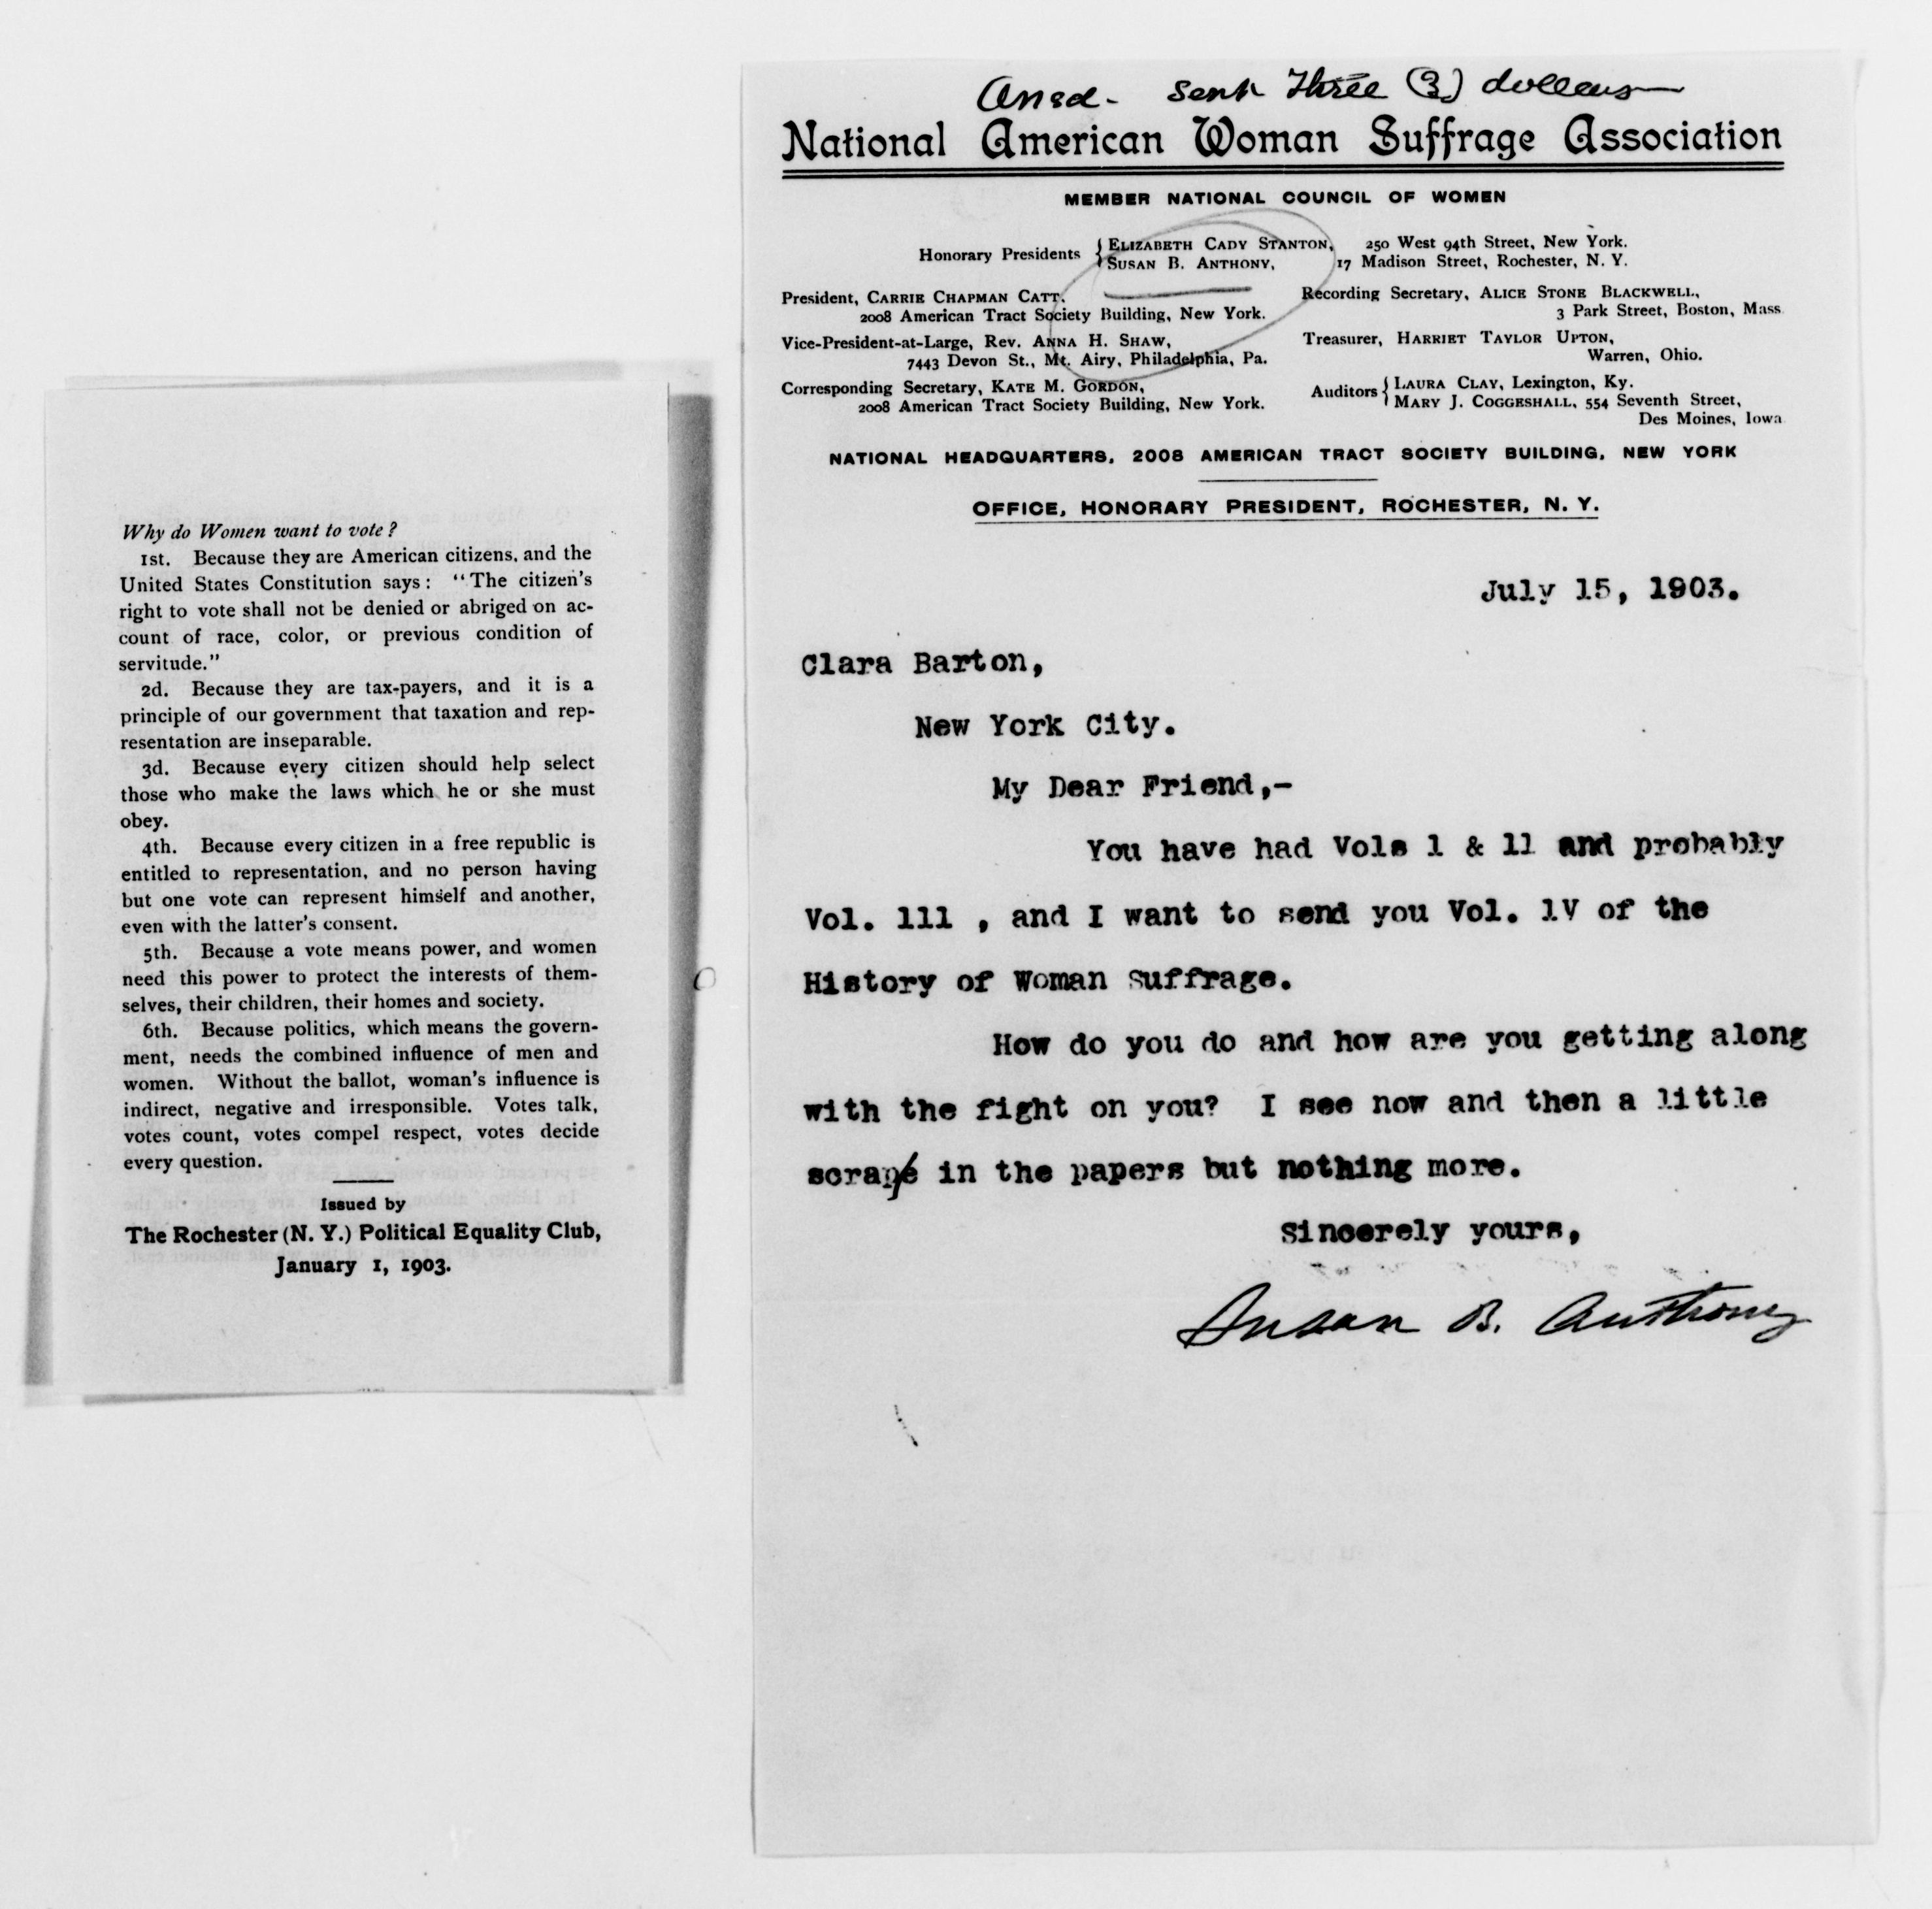 Why do Women want to vote?
1st. Because they are American citizens, and the
United States Constitution says: "The citizen's
right to vote shall not be denied or abriged on ac-
count of race, color, or previous condition of
servitude."
2d. Because they are tax-payers, and it is a
principle of our government that taxation and rep-
resentation are inseparable.
3d. Because every citizen should help select
those who make the laws which he or she must
obey.
4th. Because every citizen in a free republic is
entitled to representation, and no person having
but one vote can represent himself and another,
even with the latter's consent.
5th. Because a vote means power, and women
need this power to protect the interests of them-
selves, their children, their homes and society.
6th. Because politics, which means the govern-
ment, needs the combined influence of men and
women. Without the ballot, woman's influence is
indirect, negative and irresponsible. Votes talk,
votes count, votes compel respect, votes decide
every question.
Issued by
The Rochester (N. Y.) Political Equality Club,
January 1, 1903.
Ansd- sent Three (3) dollars
National American Woman Suffrage Association
MEMBER NATIONAL COUNCIL OF WOMEN
Honorary Presidents { ELIZABETH CADY STANTON, 250 West 94th Street, New York.
SUSAN B. ANTHONY, 17 Madison Street, Rochester, N. Y.
President, CARRIE CHAPMAN CATT,
2008 American Tract Society Building, New York.
Vice-President-at-Large, Rev. ANNA H. SHAW,
7443 Devon St., Mt. Airy, Philadelphia, Pa.
Corresponding Secretary, KATE M. GORDON,
2008 American Tract Society Building, New York.
Recording Secretary, ALICE STONE BLACKWELL,
3 Park Street, Boston, Mass.
Treasurer, HARRIET TAYLOR UPTON,
Warren, Ohio.
Auditors { LAURA CLAY, Lexington, Ky.
MARY J. COGGESHALL, 554 Seventh Street,
Des Moines, Iowa
NATIONAL HEADQUARTERS, 2008 AMERICAN TRACT SOCIETY BUILDING, NEW YORK
OFFICE, HONORARY PRESIDENT, ROCHESTER, N. Y.
July 15, 1903.
Clara Barton,
New York City.
My Dear Friend,-
You have had Vols 1 & 11 and probably
Vol. 111 , and I want to send you Vol. 1V of the
History of Woman Suffrage.
How do you do and how are you getting along
with the fight on you? I see now and then a little
scrap in the papers but nothing more.
Sincerely yours,
Susan B. Anthony